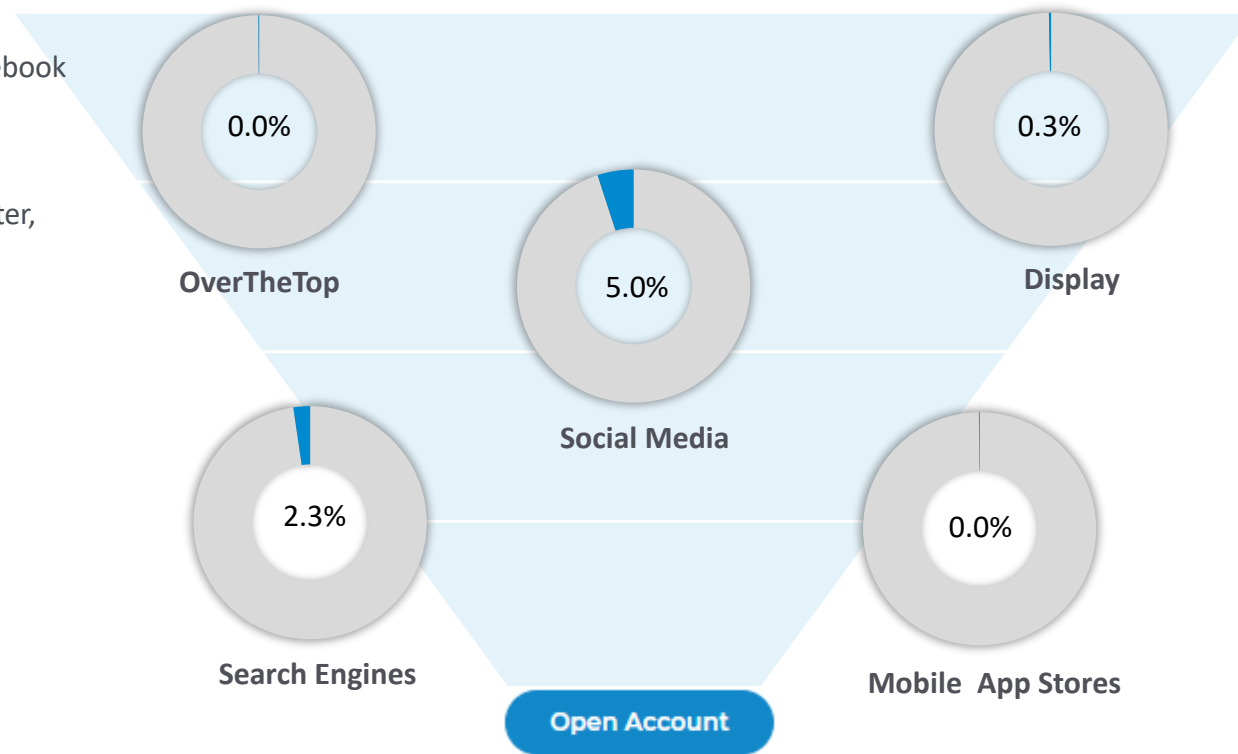 ebook
ter,
0.0%
OverTheTop
0.3%
Display
5.0%
Social Media
2.3%
Search Engines
0.0%
Mobile App Stores
Open Account